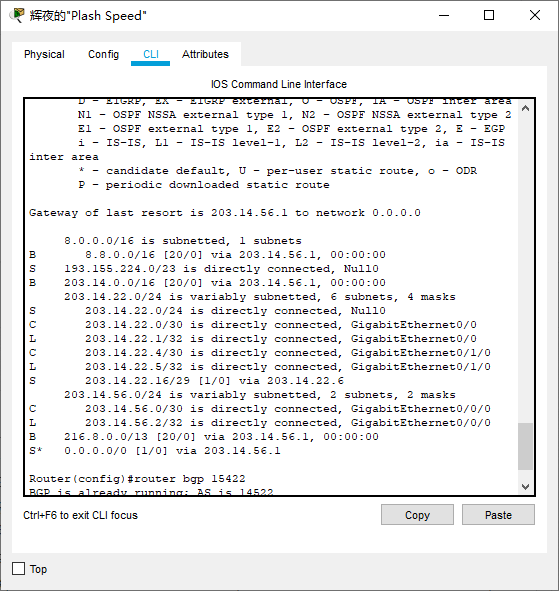 辉夜的"Plash Speed"
Physical Config CLI Attributes
IOS Command Line Interface
D - EIGRP, EX - EIGRP external, O - OSPF, IA - OSPF inter area
N1 - OSPF NSSA external type 1, N2 - OSPF NSSA external type 2
E1 - OSPF external type 1, E2 - OSPF external type 2, E - EGP
i - IS-IS, L1 - IS-IS level-1, L2 - IS-IS level-2, ia - IS-IS
inter area
* - candidate default, U - per-user static route, o - ODR
P - periodic downloaded static route
Gateway of last resort is 203.14.56.1 to network 0.0.0.0
8.0.0.0/16 is subnetted, 1 subnets
B 8.8.0.0/16 [20/0] via 203.14.56.1, 00:00:00
S 193.155.224.0/23 is directly connected, Null0
B 203.14.0.0/16 [20/0] via 203.14.56.1, 00:00:00
203.14.22.0/24 is variably subnetted, 6 subnets, 4 masks
S 203.14.22.0/24 is directly connected, Null0
C 203.14.22.0/30 is directly connected, GigabitEthernet0/0
L 203.14.22.1/32 is directly connected, GigabitEthernet0/0
C 203.14.22.4/30 is directly connected, GigabitEthernet0/1/0
L 203.14.22.5/32 is directly connected, GigabitEthernet0/1/0
S 203.14.22.16/29 [1/0] via 203.14.22.6
203.14.56.0/24 is variably subnetted, 2 subnets, 2 masks
C 203.14.56.0/30 is directly connected, GigabitEthernet0/0/0
L 203.14.56.2/32 is directly connected, GigabitEthernet0/0/0
B 216.8.0.0/13 [20/0] via 203.14.56.1, 00:00:00
S* 0.0.0.0/0 [1/0] via 203.14.56.1
Router(config)#router bgp 15422
BGP is already running; AS is 14522
Ctrl+F6 to exit CLI focus
Copy Paste
Top